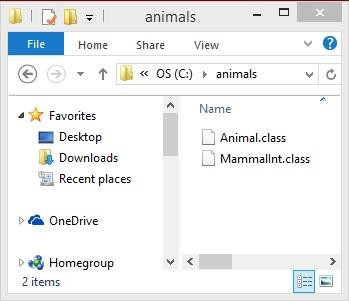 animals
File Home Share View
« OS (C:) animals
Favorites
Desktop
Downloads
Recent places
OneDrive
Homegroup
Name
Animal.class
MammalInt.class
2 items